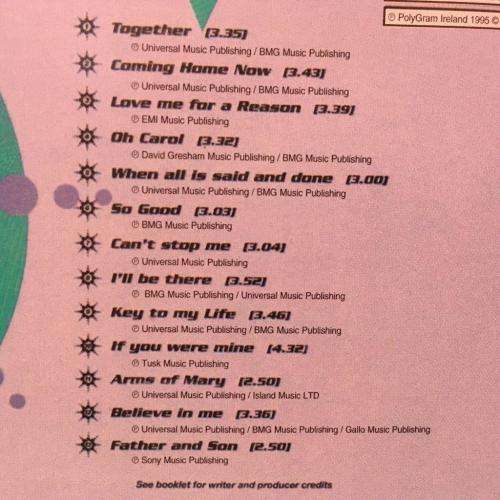 ℗ PolyGram Ireland 1995 ©
Together [3.35]
℗ Universal Music Publishing / BMG Music Publishing
Coming Home Now [3.43]
℗ Universal Music Publishing / BMG Music Publishing
Love me for a Reason [3.39]
℗ EMI Music Publishing
Oh Carol [3.32]
℗ David Gresham Music Publishing / BMG Music Publishing
When all is said and done [3.00]
℗ Universal Music Publishing / BMG Music Publishing
So Good [3.03]
℗ BMG Music Publishing
Can't stop me [3.04]
℗ Universal Music Publishing
I'll be there [3.52]
℗ BMG Music Publishing / Universal Music Publishing
Key to my Life [3.46]
℗ Universal Music Publishing / BMG Music Publishing
If you were mine [4.32]
℗ Tusk Music Publishing
Arms of Mary [2.50]
℗ Universal Music Publishing / Island Music LTD
Believe in me [3.36]
℗ Universal Music Publishing / BMG Music Publishing / Gallo Music Publishing
Father and Son [2.50]
℗ Sony Music Publishing
See booklet for writer and producer credits